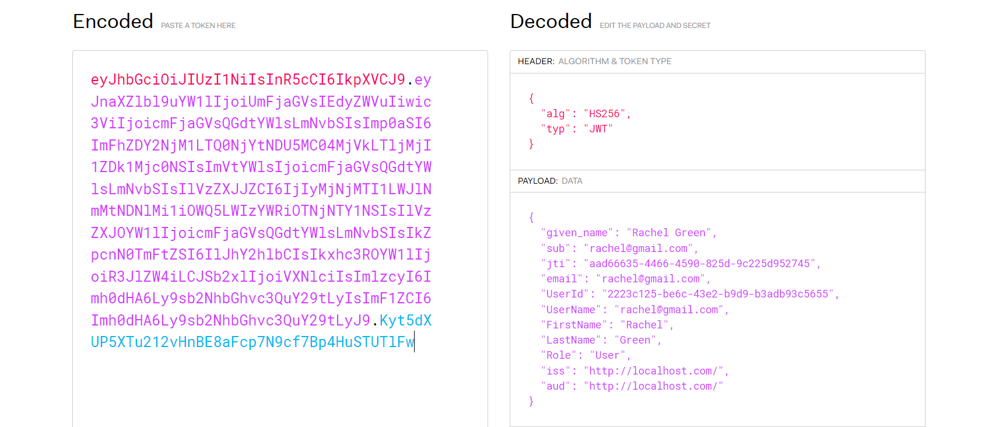 Encoded PASTE A TOKEN HERE
eyJhbGciOiJIUzI1NiIsInR5cCI6IkpXVCJ9.ey
JnaXZlbl9uYW1lIjoiUmFjaGVsIEdyZWVuIiwic
3ViIjoicmFjaGVsQGdtYWlsLmNvbSIsImp0aSI6
ImFhZDY2NjM1LTQ0NjYtNDU5MC04MjVkLTljMjI
1ZDk1Mjc0NSIsImVtYWlsIjoicmFjaGVsQGdtYW
lsLmNvbSIsIlVzZXJJZCI6IjIyMjNjMTI1LWJlN
mMtNDNlMi1iOWQ5LWIzYWRiOTNjNTY1NSIsIlVz
ZXJOYW1lIjoicmFjaGVsQGdtYWlsLmNvbSIsIkZ
pcnN0TmFtZSI6IlJhY2hlbCIsIkxhc3ROYW1lIj
oiR3JlZW4iLCJSb2xlIjoiVXNlciIsImlzcyI6I
mh0dHA6Ly9sb2NhbGhvc3QuY29tLyIsImF1ZCI6
Imh0dHA6Ly9sb2NhbGhvc3QuY29tLyJ9.Kyt5dX
UP5XTu212vHnBE8aFcp7N9cf7Bp4HuSTUTlFw
Decoded EDIT THE PAYLOAD AND SECRET
HEADER: ALGORITHM & TOKEN TYPE
{
"alg": "HS256",
"typ": "JWT"
}
PAYLOAD: DATA
{
"given_name": "Rachel Green",
"sub": "rachel@gmail.com",
"jti": "aad66635-4466-4590-825d-9c225d952745",
"email": "rachel@gmail.com",
"UserId": "2223c125-be6c-43e2-b9d9-b3adb93c5655",
"UserName": "rachel@gmail.com",
"FirstName": "Rachel",
"LastName": "Green",
"Role": "User",
"iss": "http://localhost.com/",
"aud": "http://localhost.com/"
}